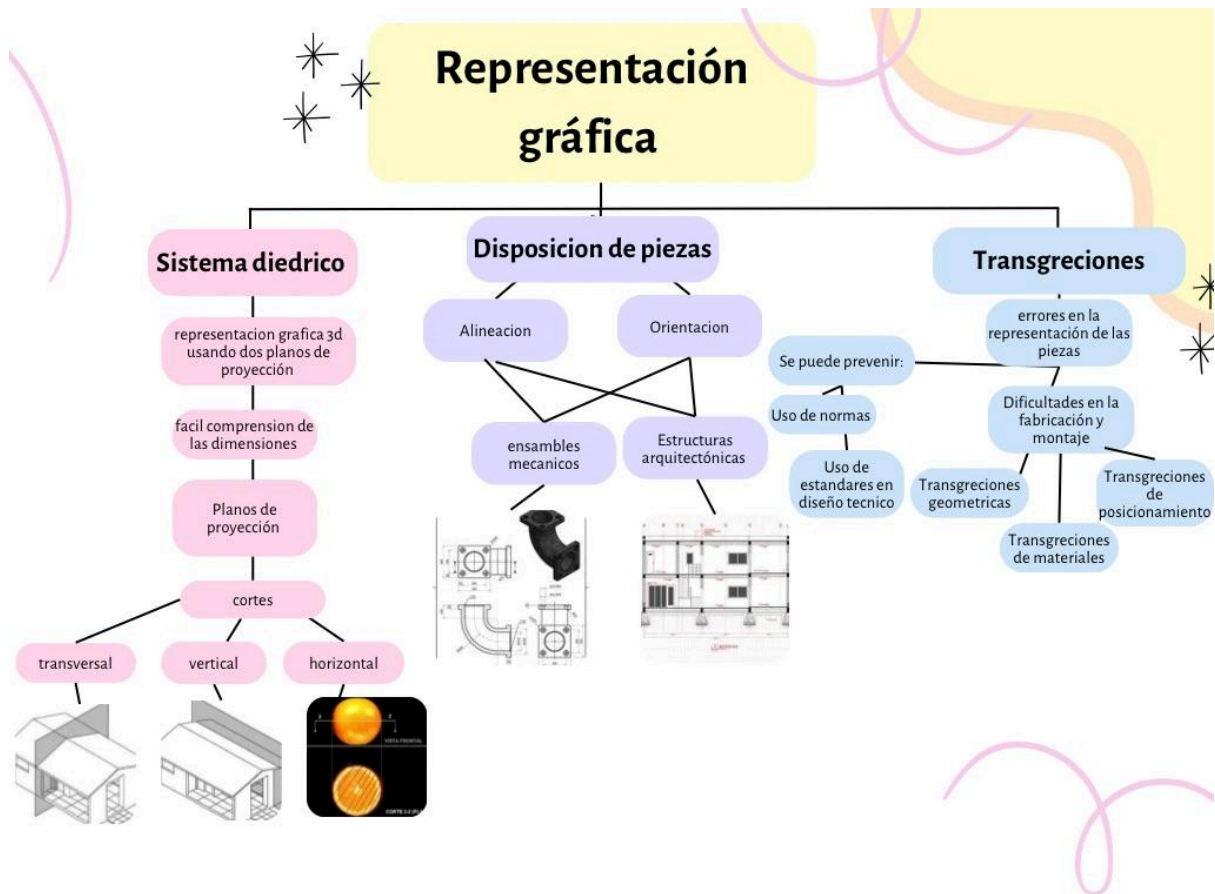 Representación
gráfica
Sistema diedrico
representacion grafica 3d
usando dos planos de
proyección
facil comprension de
las dimensiones
Planos de
proyección
cortes
transversal
vertical
horizontal
VISTA FRONTAL
Disposicion de piezas
Alineacion
Orientacion
ensambles
mecanicos
Estructuras
arquitectónicas
Transgreciones
errores en la
representación de las
piezas
Se puede prevenir:
Uso de normas
Uso de
estandares en
diseño tecnico
Dificultades en la
fabricación y
montaje
Transgreciones
geometricas
Transgreciones
de materiales
Transgreciones
de
posicionamiento